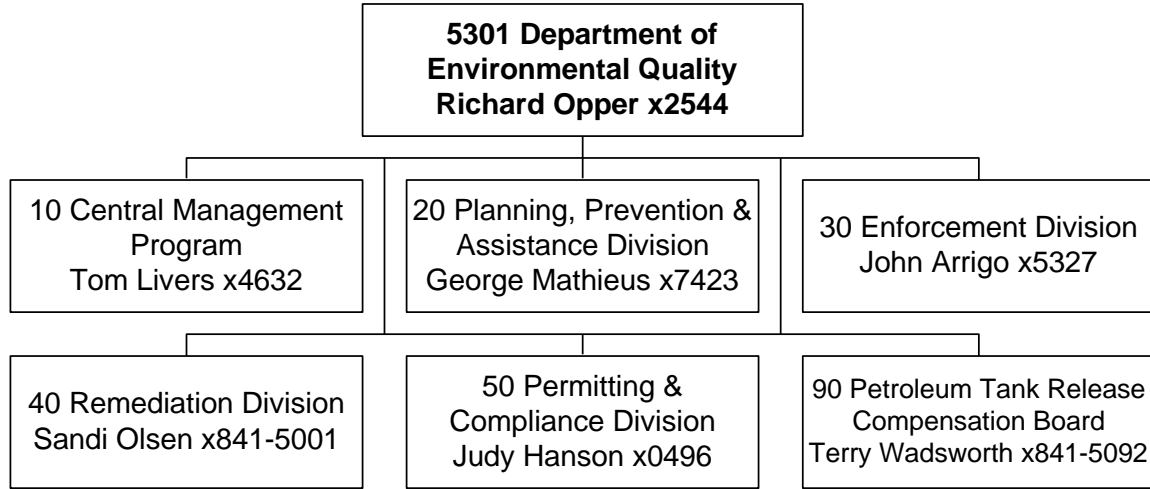 5301 Department of
Environmental Quality
Richard Opper x2544
10 Central Management
Program
Tom Livers x4632
20 Planning, Prevention &
Assistance Division
George Mathieus x7423
30 Enforcement Division
John Arrigo x5327
40 Remediation Division
Sandi Olsen x841-5001
50 Permitting &
Compliance Division
Judy Hanson x0496
90 Petroleum Tank Release
Compensation Board
Terry Wadsworth x841-5092